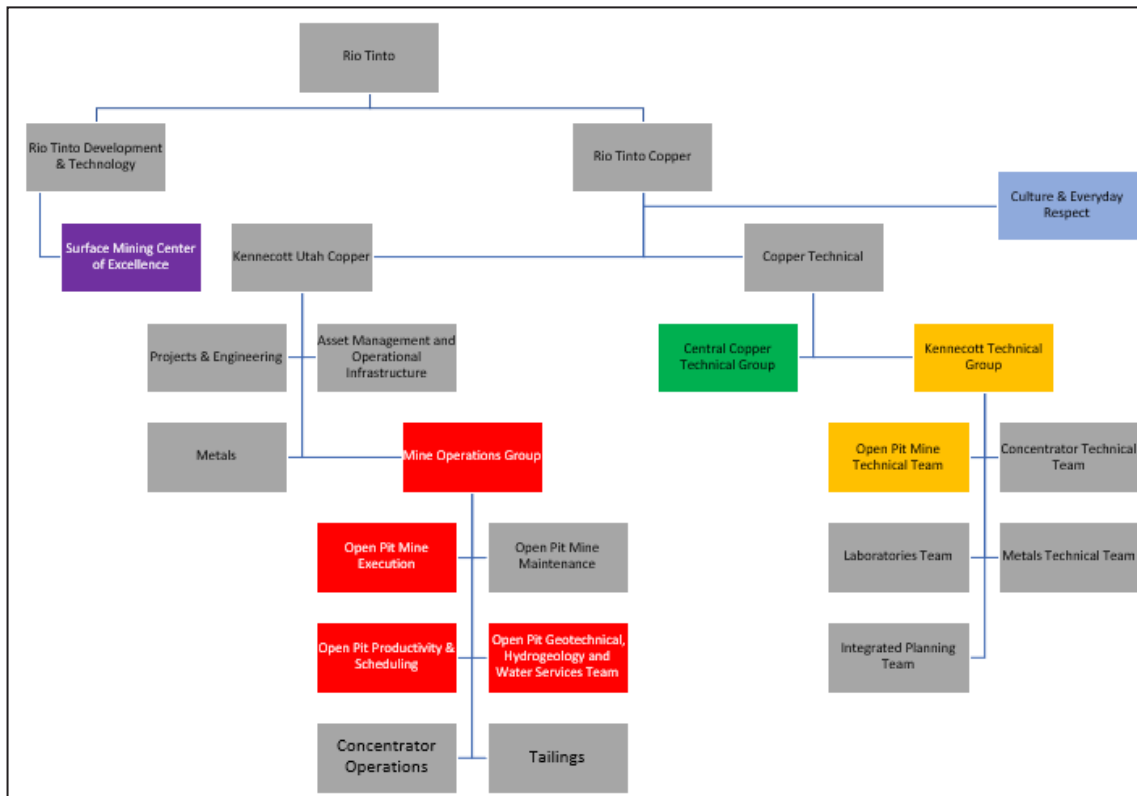 Rio Tinto
Rio Tinto Development
& Technology
Rio Tinto Copper
Culture & Everyday
Respect
Surface Mining Center
of Excellence
Kennecott Utah Copper
Copper Technical
Projects & Engineering
Asset Management and
Operational
Infrastructure
Central Copper
Technical Group
Kennecott Technical
Group
Metals
Mine Operations Group
Open Pit Mine
Technical Team
Concentrator Technical
Team
Open Pit Mine
Execution
Open Pit Mine
Maintenance
Laboratories Team
Metals Technical Team
Open Pit Productivity &
Scheduling
Open Pit Geotechnical,
Hydrogeology and
Water Services Team
Integrated Planning
Team
Concentrator
Operations
Tailings